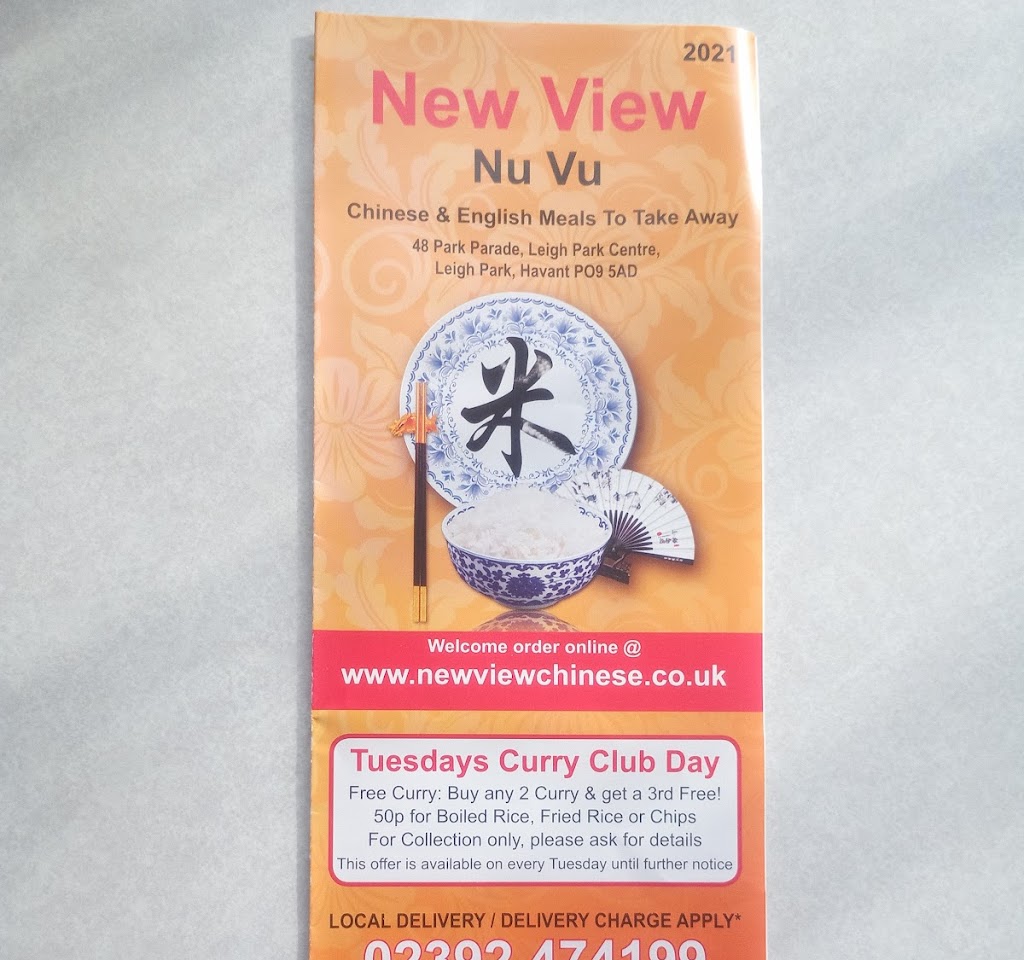 2021
New View
Nu Vu
Chinese & English Meals To Take Away
48 Park Parade, Leigh Park Centre,
Leigh Park, Havant PO9 5AD
米
Welcome order online @
www.newviewchinese.co.uk
Tuesdays Curry Club Day
Free Curry: Buy any 2 Curry & get a 3rd Free!
50p for Boiled Rice, Fried Rice or Chips
For Collection only, please ask for details
This offer is available on every Tuesday until further notice
LOCAL DELIVERY / DELIVERY CHARGE APPLY*
02392 474199